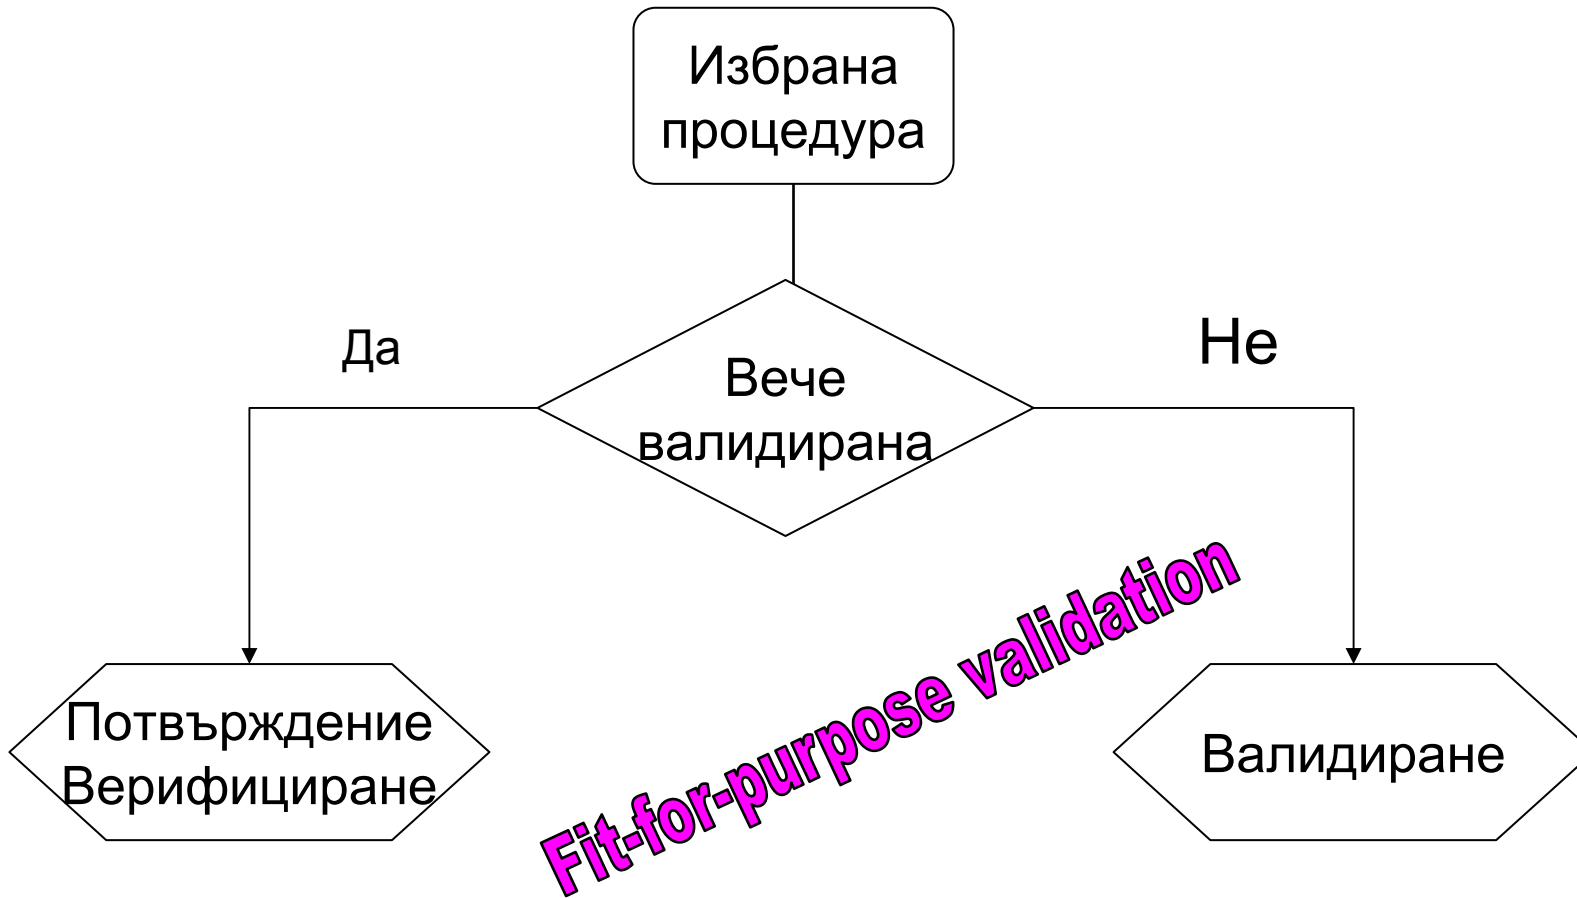 Избрана
процедура
Да
Не
Вече
валидирана
Fit-for-purpose validation
Потвърждение
Верифициране
Валидиране